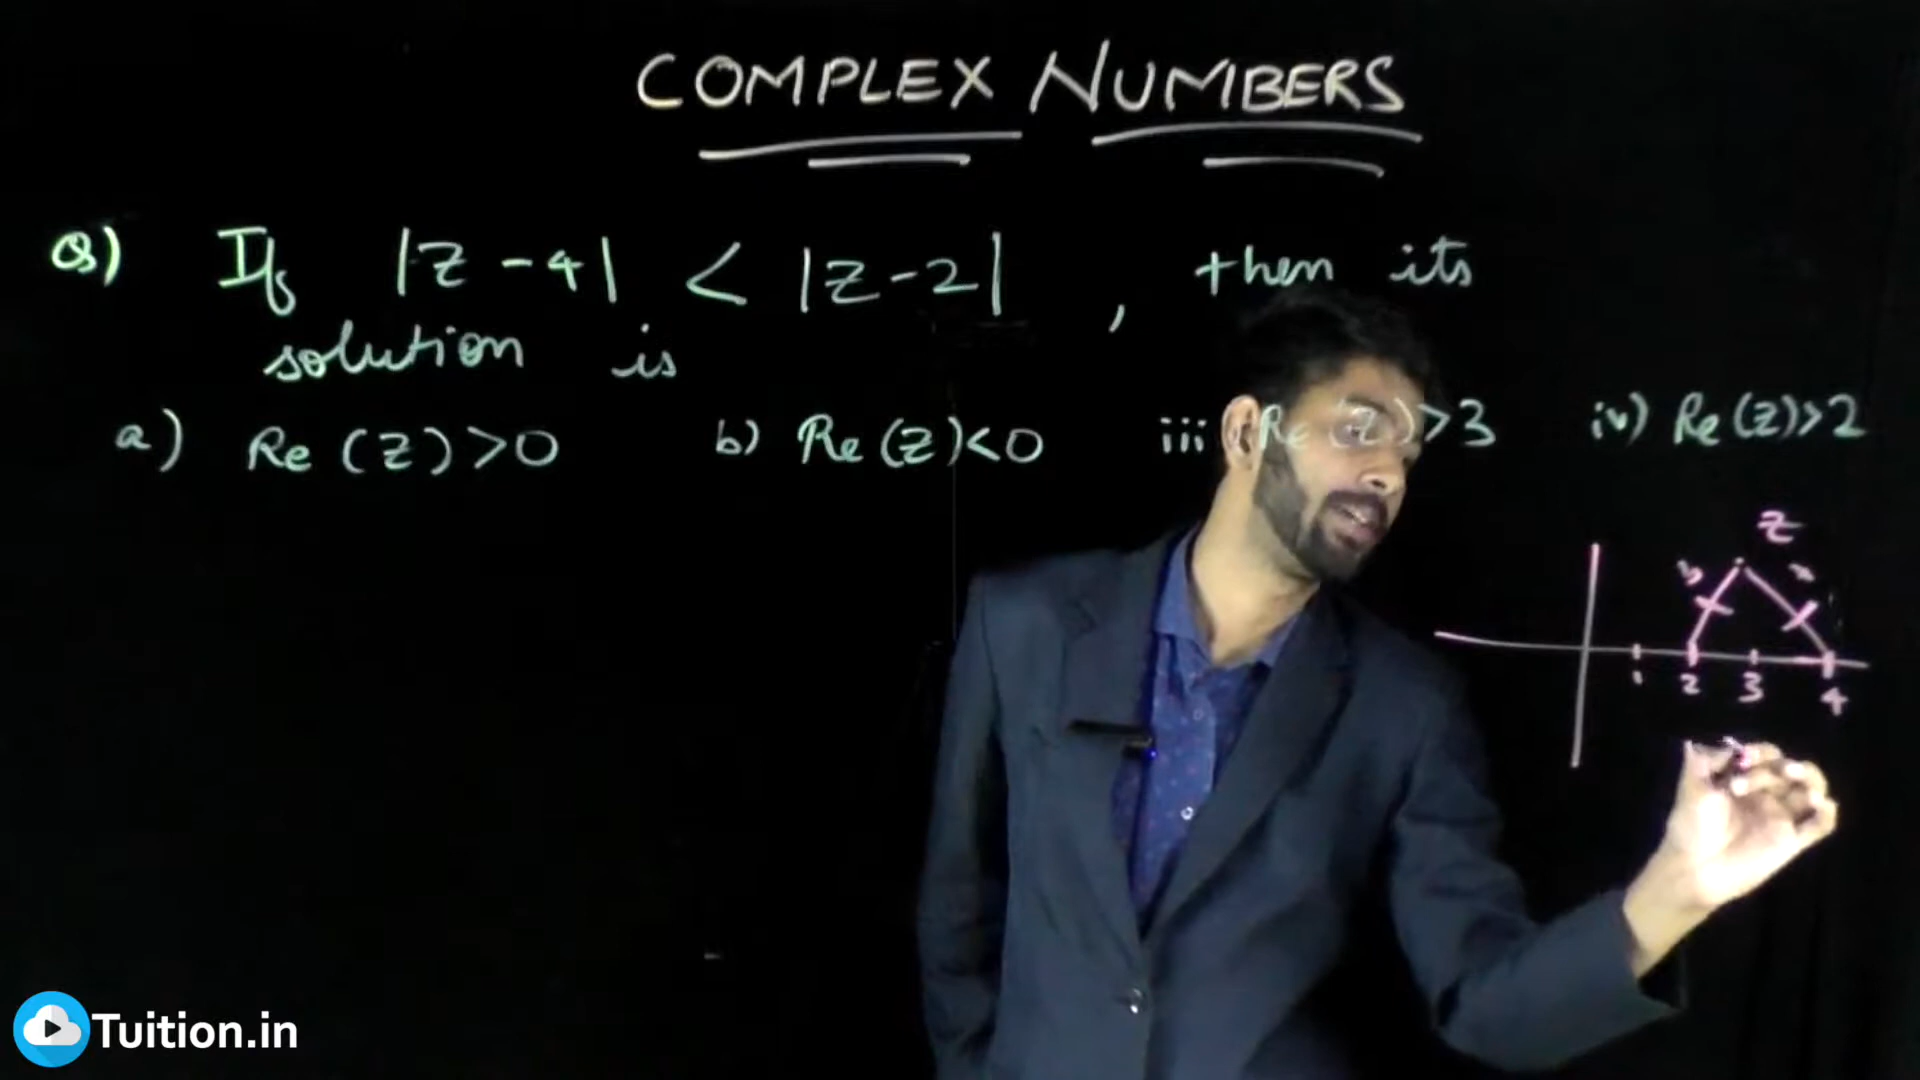 COMPLEX NUMBERS
Q) If |z-4| < |z-2| , then its
solution is
a) Re(z)>0 b) Re(z)<0 iii Re(z)>3 iv) Re(z)>2
z
1 2 3 4
Tuition.in